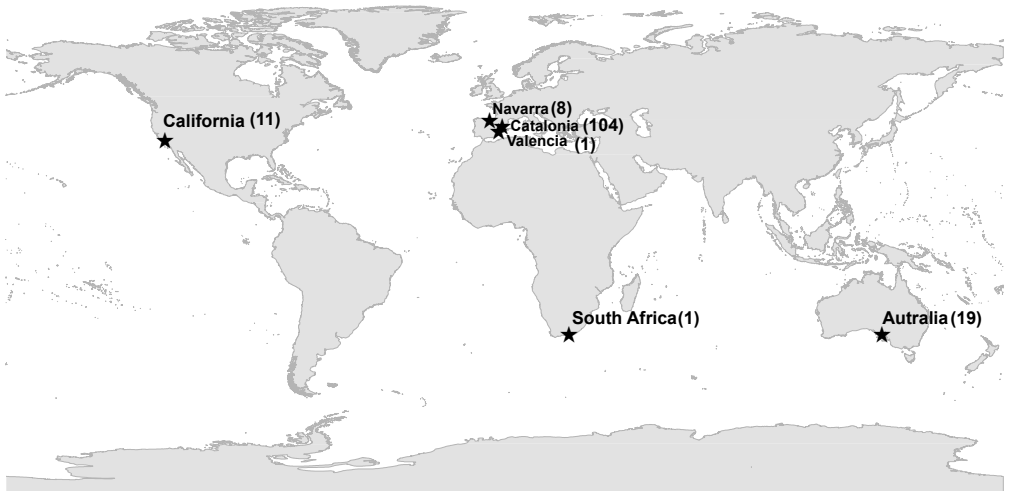 Navarra (8)
California (11)
Catalonia (104)
Valencia (1)
South Africa (1)
Autralia (19)